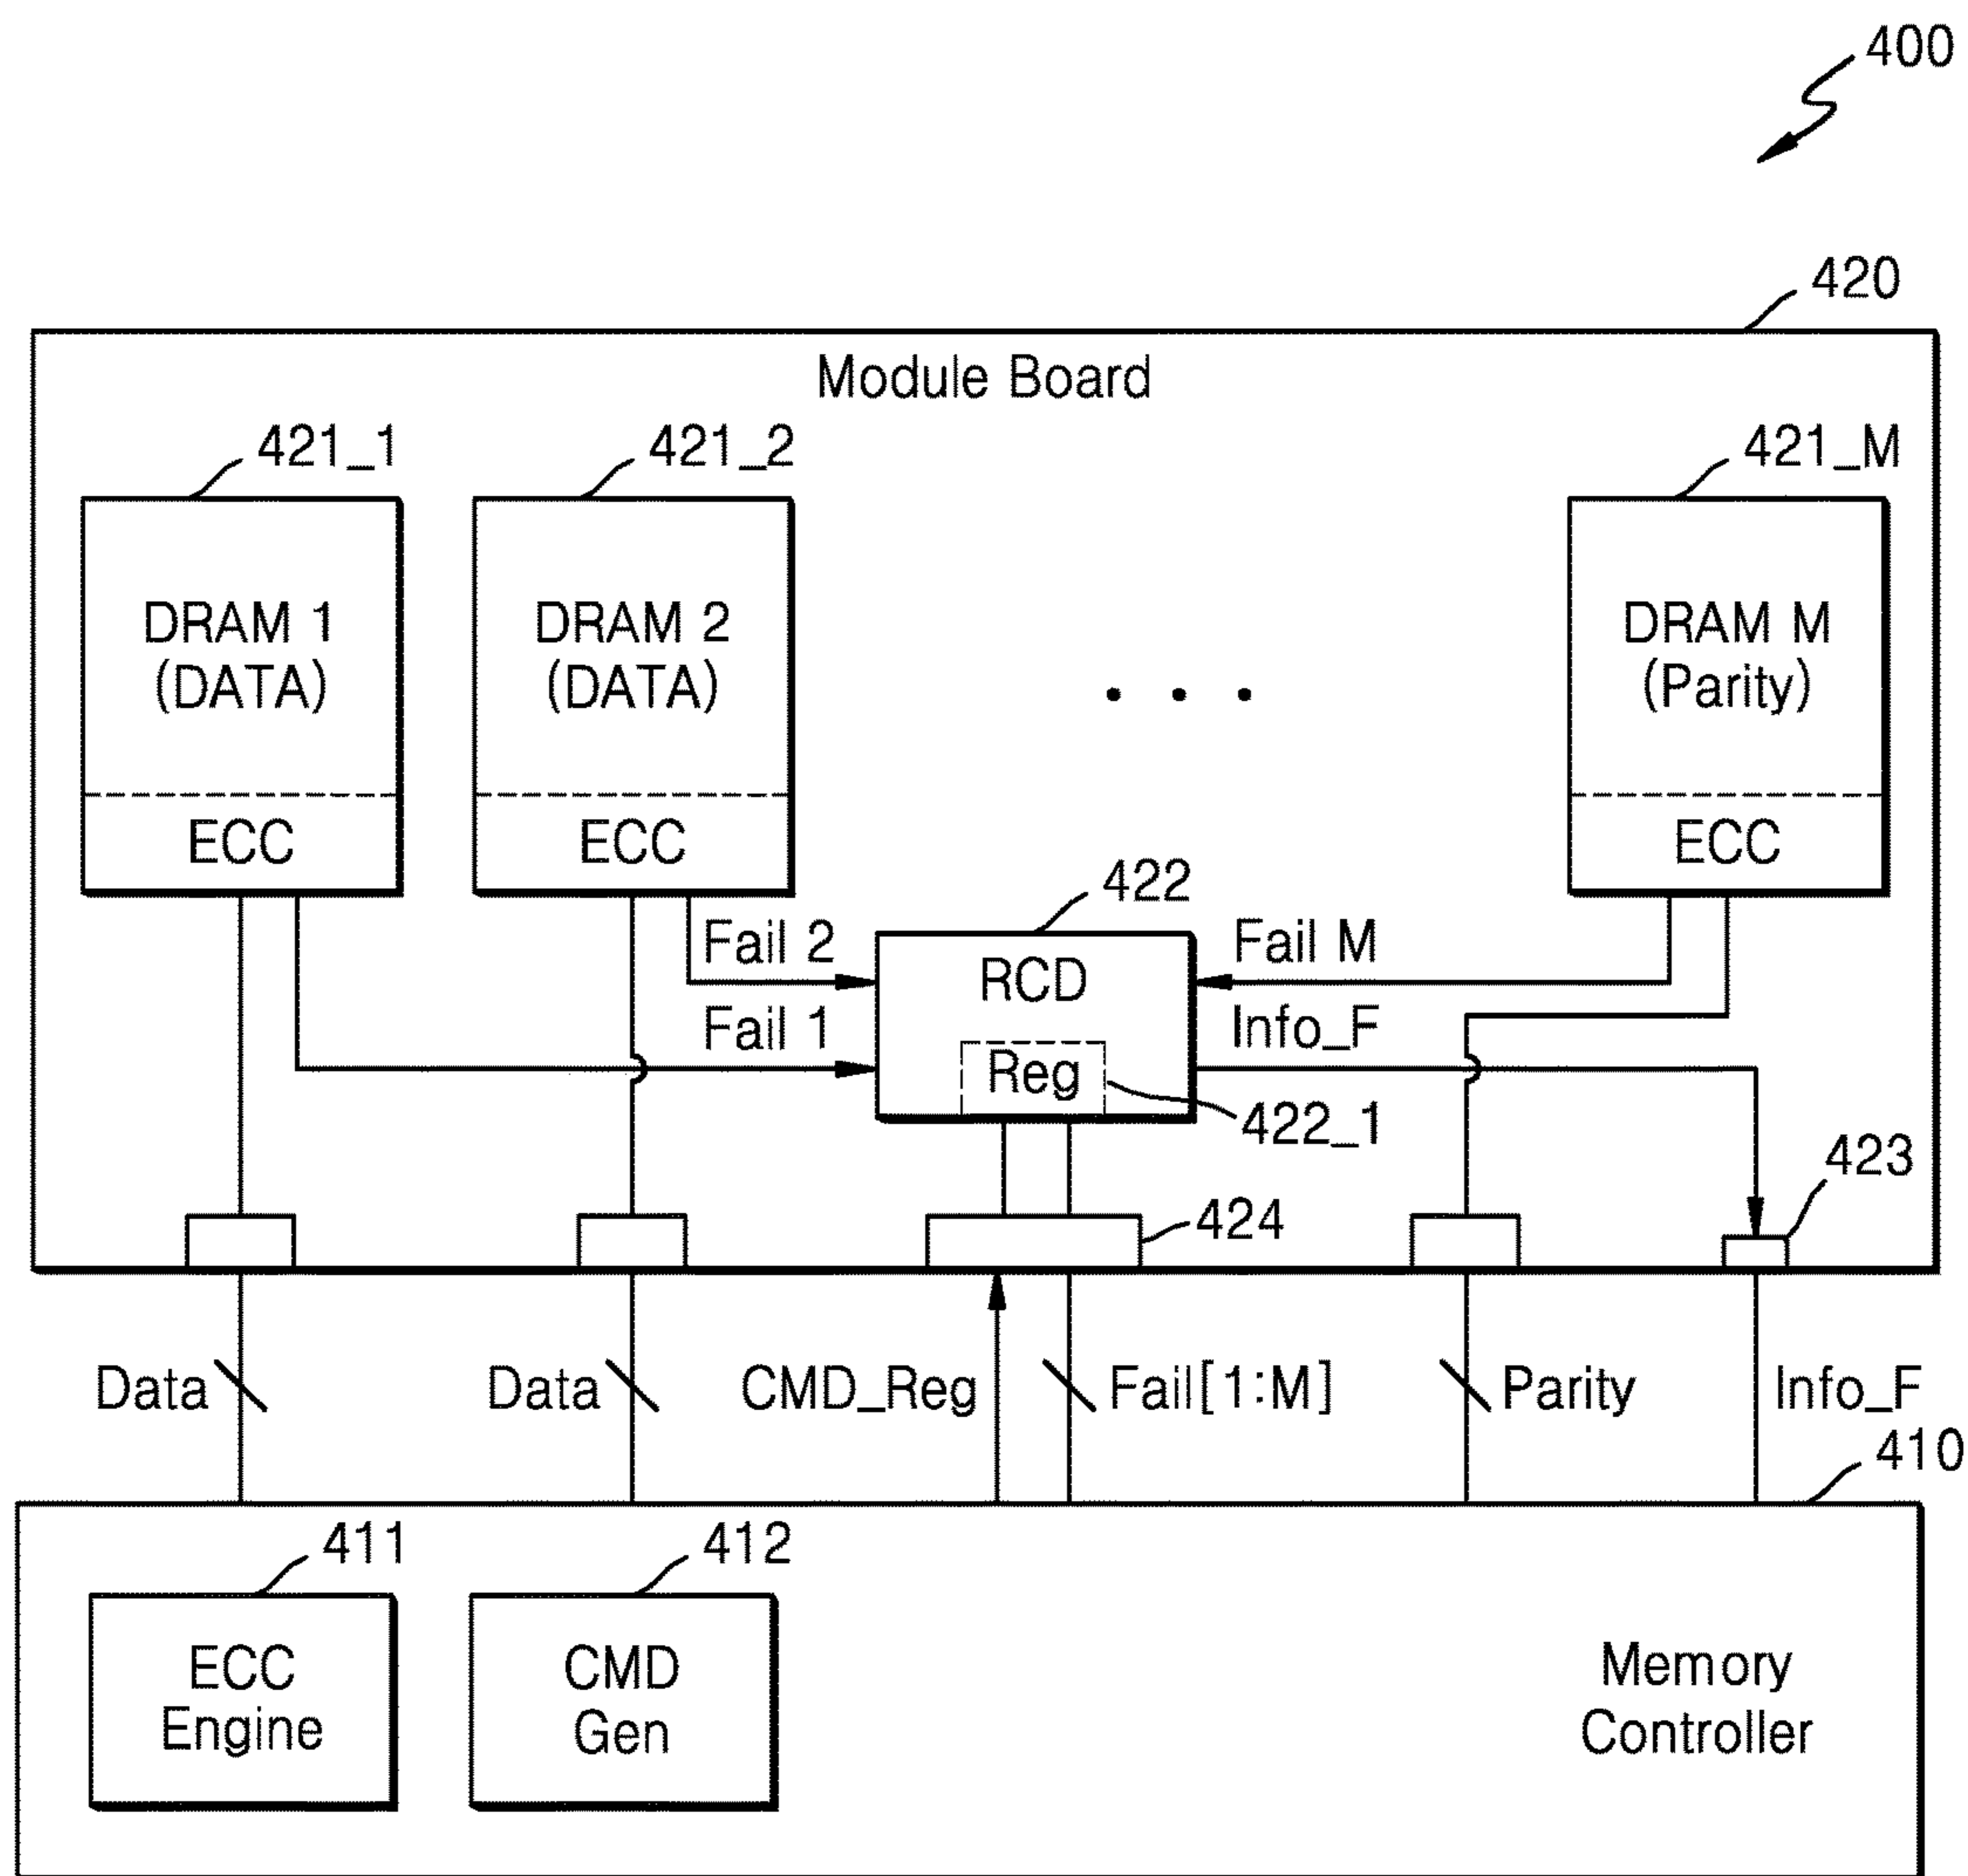 400
420
Module Board
421_1
421_2
421_M
DRAM 1
(DATA)
DRAM 2
(DATA)
DRAM M
(Parity)
ECC
ECC
ECC
422
Fail 2
RCD
Fail M
Fail 1
Info_F
Reg
422_1
423
424
Data
Data
CMD_Reg
Fail[1:M]
Parity
Info_F
410
411
412
ECC
Engine
CMD
Gen
Memory
Controller